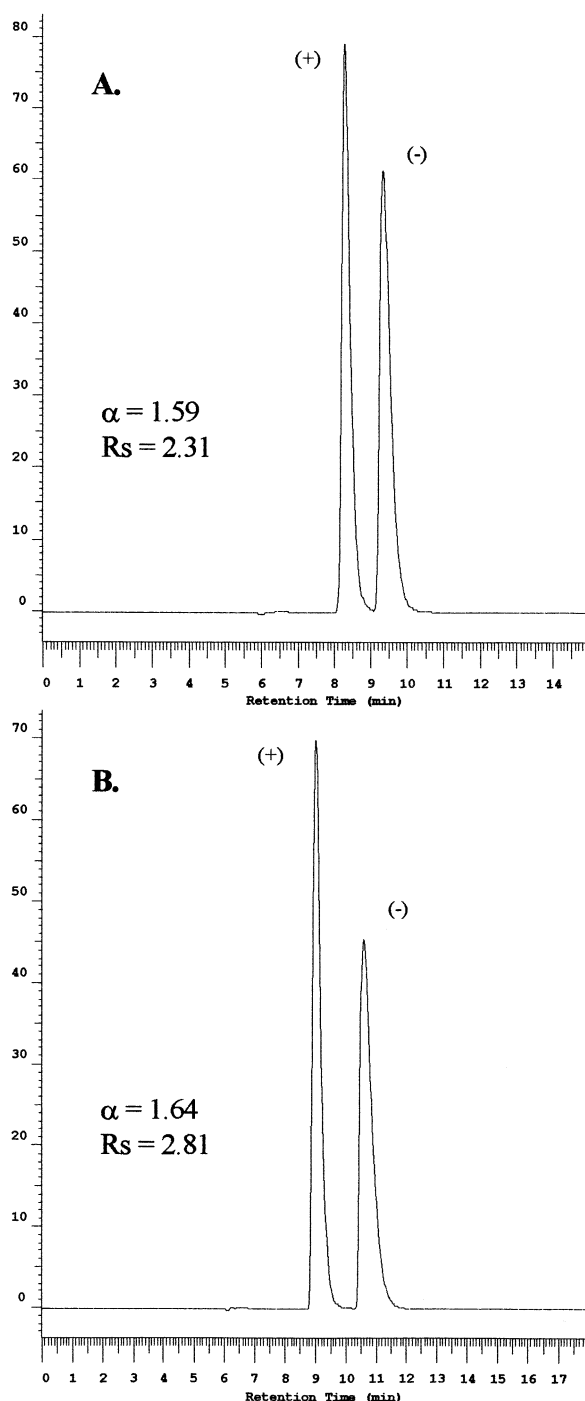 80
(+)
A.
70
(-)
60
50
40
30
α = 1.59
Rs = 2.31
20
10
0
0 1 2 3 4 5 6 7 8 9 10 11 12 13 14
Retention Time (min)
70
(+)
B.
60
(-)
50
40
30
α = 1.64
Rs = 2.81
20
10
0
0 1 2 3 4 5 6 7 8 9 10 11 12 13 14 15 16 17
Retention Time (min)